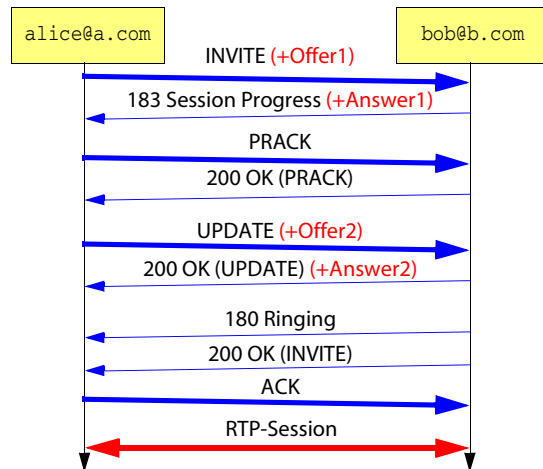 alice@a.com
bob@b.com
INVITE (+Offer1)
183 Session Progress (+Answer1)
PRACK
200 OK (PRACK)
UPDATE (+Offer2)
200 OK (UPDATE) (+Answer2)
180 Ringing
200 OK (INVITE)
ACK
RTP-Session